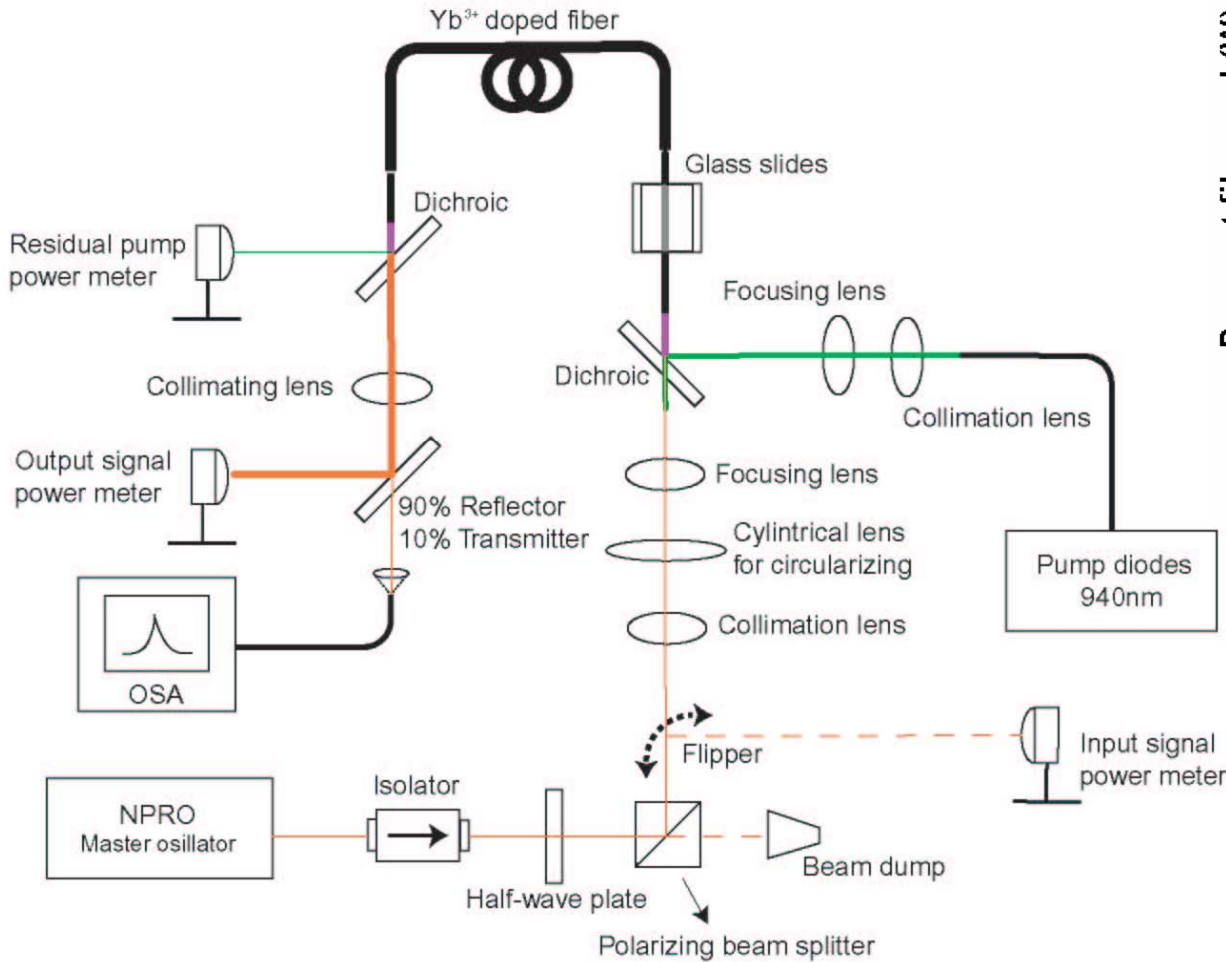 Yb³⁺ doped fiber
Glass slides
Dichroic
Residual pump
power meter
Focusing lens
Collimating lens
Dichroic
Collimation lens
Output signal
power meter
Focusing lens
90% Reflector
10% Transmitter
Cylintrical lens
for circularizing
Pump diodes
940nm
Collimation lens
OSA
Flipper
Input signal
power meter
Isolator
NPRO
Master osillator
Half-wave plate
Beam dump
Polarizing beam splitter